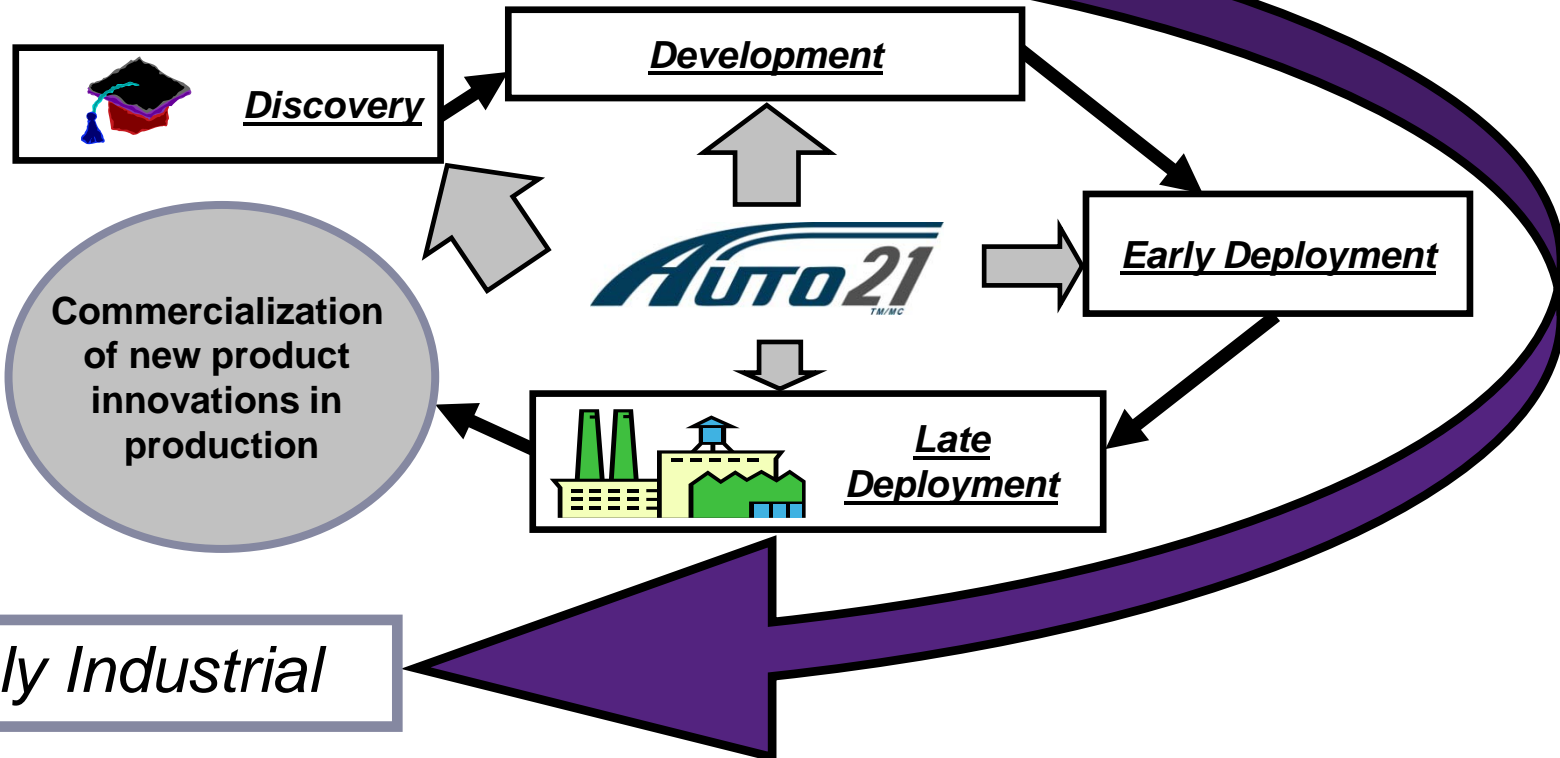 Development
Discovery
Early Deployment
AUTO21
TM/MC
Commercialization
of new product
innovations in
production
Late
Deployment
ly Industrial